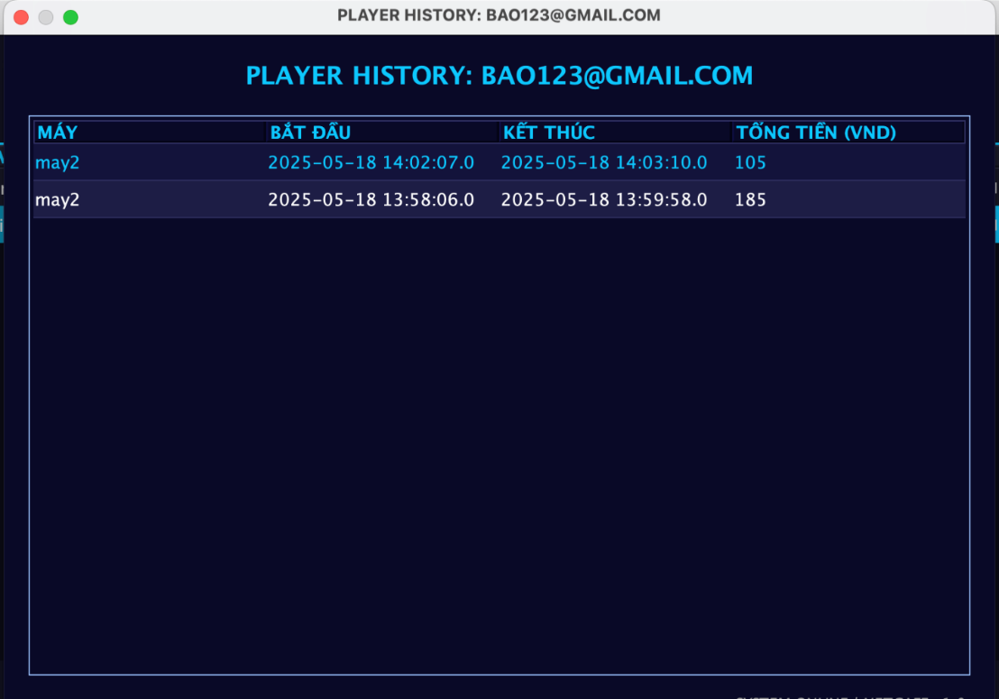 PLAYER HISTORY: BAO123@GMAIL.COM
PLAYER HISTORY: BAO123@GMAIL.COM
MÁY BẮT ĐẦU KẾT THÚC TỔNG TIỀN (VND)
may2 2025-05-18 14:02:07.0 2025-05-18 14:03:10.0 105
may2 2025-05-18 13:58:06.0 2025-05-18 13:59:58.0 185